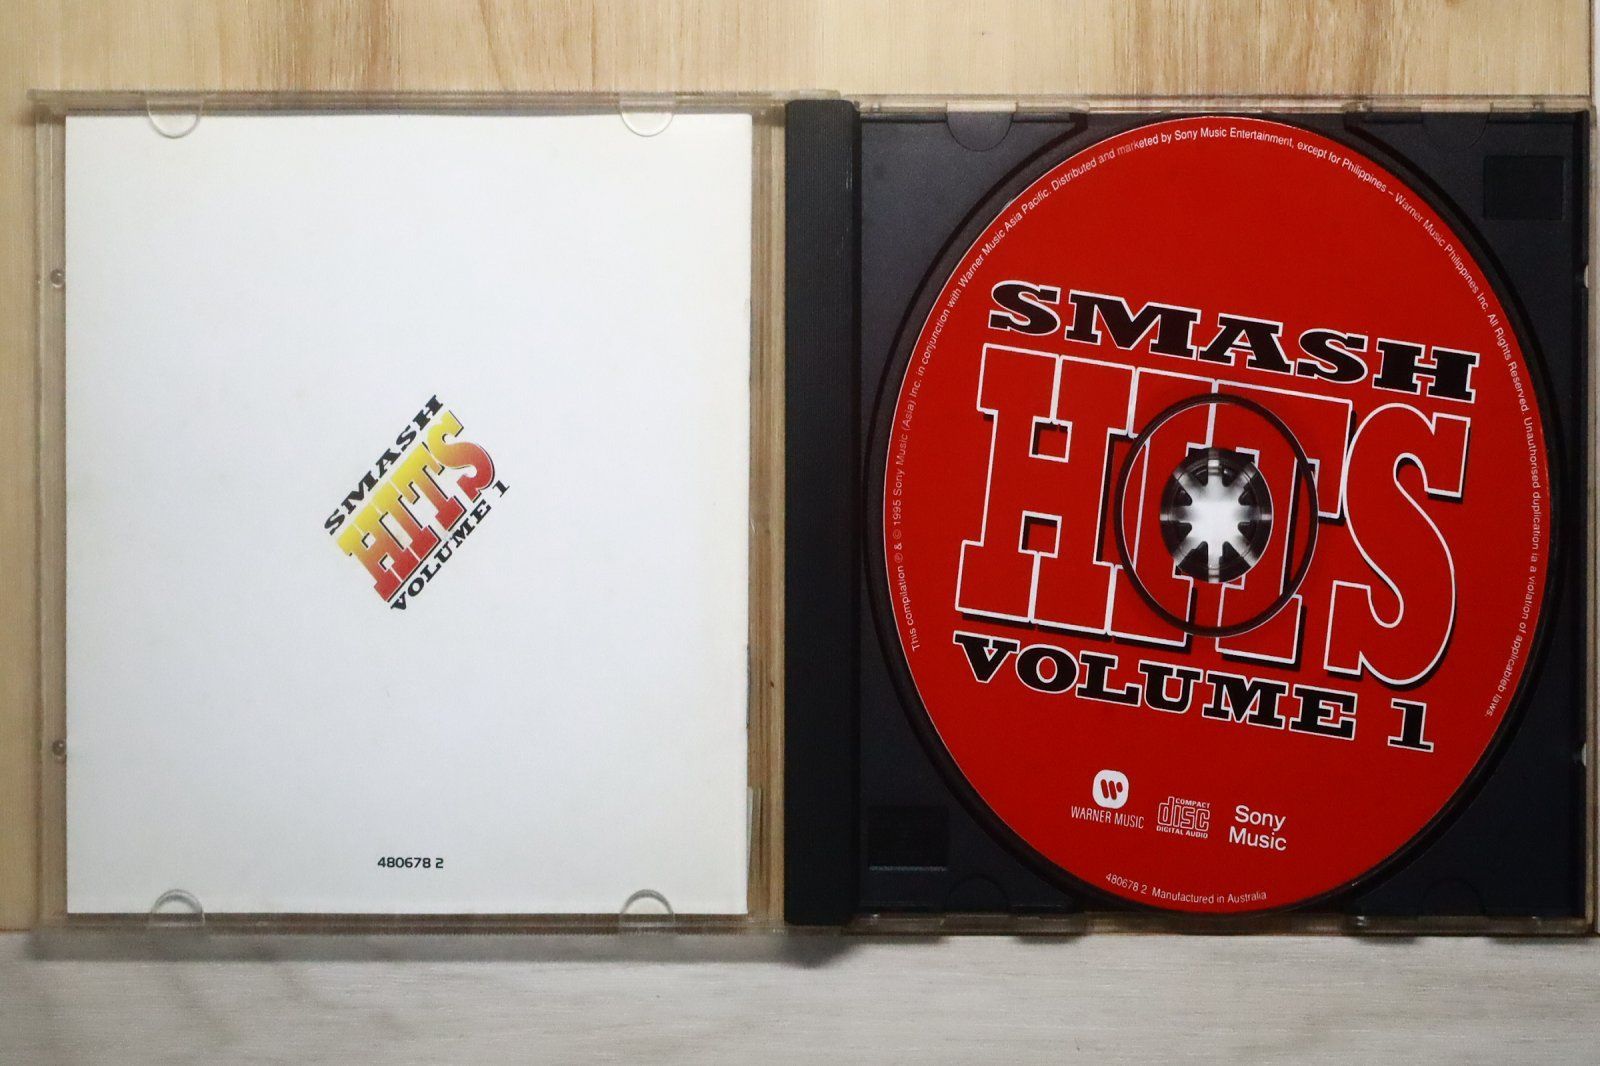 SMASH
HITS
VOLUME 1
480678 2
This compilation ℗ & © 1995 Sony Music (Asia) Inc. in conjunction with Warner Music Asia Pacific. Distributed and marketed by Sony Music Entertainment, except for Philippines – Warner Music Philippines Inc. All Rights Reserved. Unauthorised duplication is a violation of applicableb laws.
SMASH
HITS
VOLUME 1
WARNER MUSIC
COMPACT
disc
DIGITAL AUDIO
Sony
Music
480678 2 Manufactured in Australia